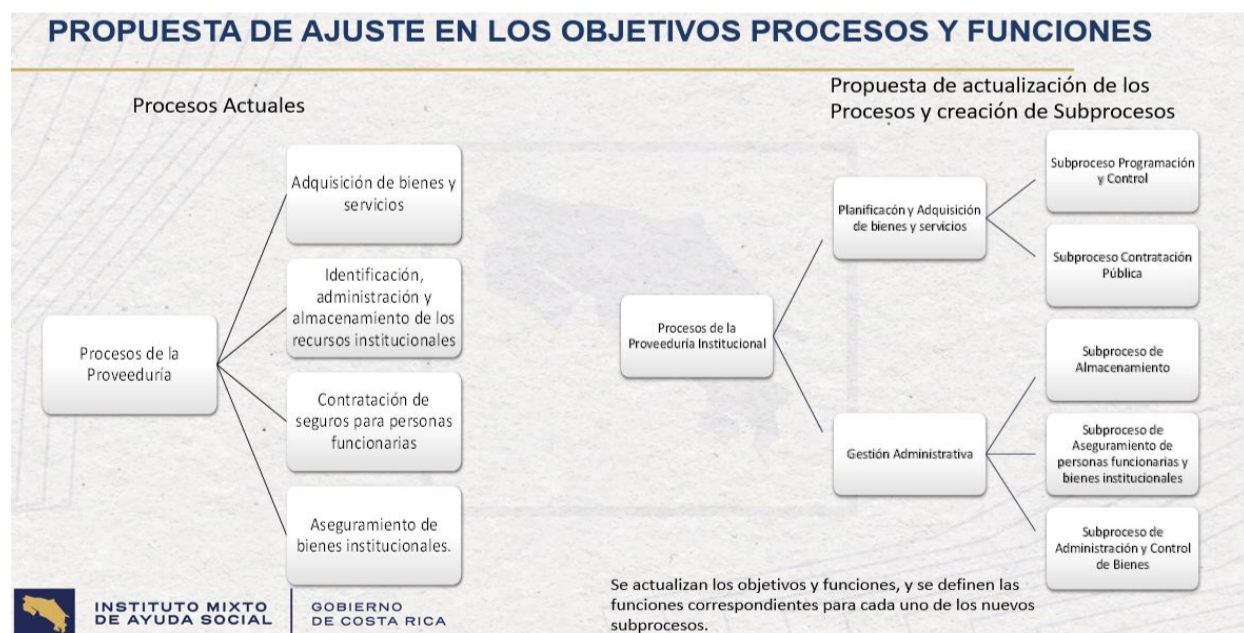 PROPUESTA DE AJUSTE EN LOS OBJETIVOS PROCESOS Y FUNCIONES
Procesos Actuales
Procesos de la
Proveeduría
Adquisición de bienes y
servicios
Identificación,
administración y
almacenamiento de los
recursos institucionales
Contratación de
seguros para personas
funcionarias
Aseguramiento de
bienes institucionales.
Propuesta de actualización de los
Procesos y creación de Subprocesos
Procesos de la
Proveeduría Institucional
Planificacón y Adquisición
de bienes y servicios
Subproceso Programación
y Control
Subproceso Contratación
Pública
Gestión Administrativa
Subproceso de
Almacenamiento
Subproceso de
Aseguramiento de
personas funcionarias y
bienes institucionales
Subproceso de
Administración y Control
de Bienes
Se actualizan los objetivos y funciones, y se definen las
funciones correspondientes para cada uno de los nuevos
subprocesos.
INSTITUTO MIXTO
DE AYUDA SOCIAL
GOBIERNO
DE COSTA RICA